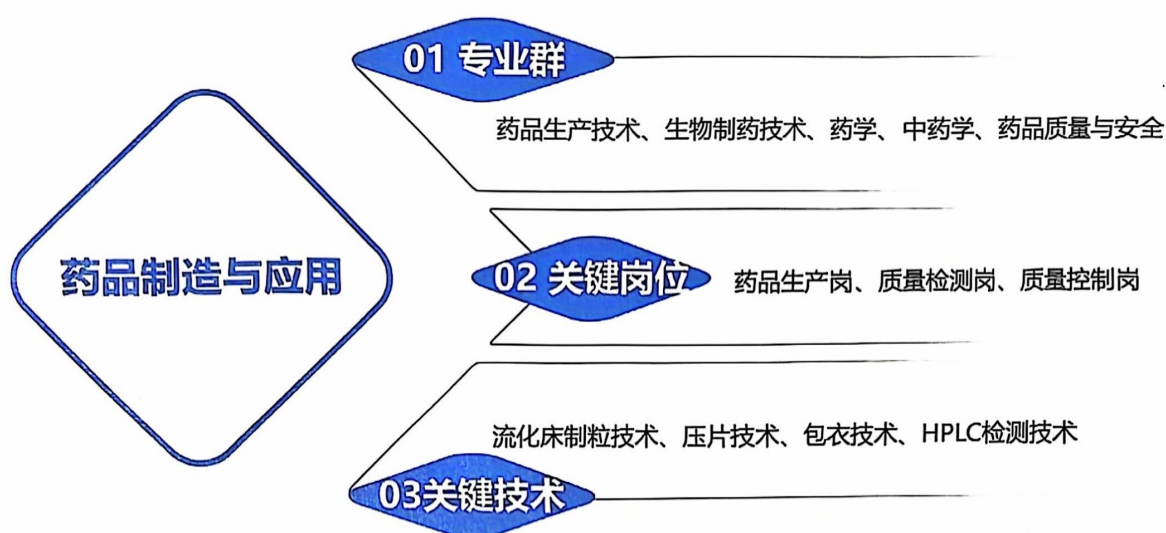 01 专业群
药品生产技术、生物制药技术、药学、中药学、药品质量与安全
药品制造与应用
02 关键岗位
药品生产岗、质量检测岗、质量控制岗
流化床制粒技术、压片技术、包衣技术、HPLC检测技术
03关键技术